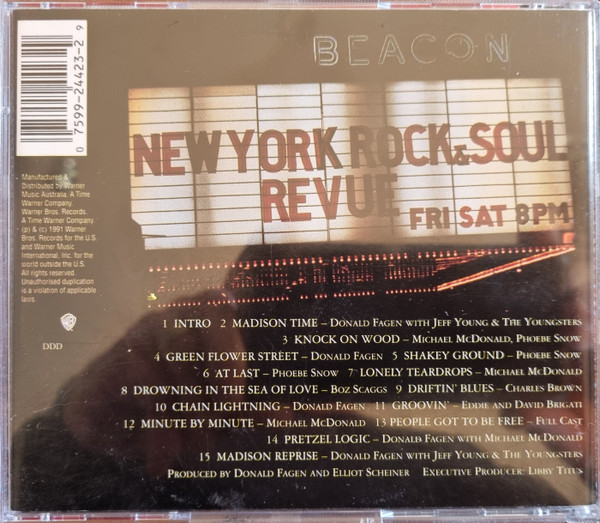 BEACON
NEW YORK ROCK & SOUL
REVUE
FRI SAT 8PM
0 7599-24423-2 9
Manufactured &
Distributed by Warner
Music Australia. A Time
Warner Company.
Warner Bros. Records.
A Time Warner Company.
(p) & (c) 1991 Warner
Bros. Records for the U.S.
and Warner Music
International, Inc. for the
world outside the U.S.
All rights reserved.
Unauthorised duplication
is a violation of applicable
laws.
DDD
1 INTRO 2 MADISON TIME – DONALD FAGEN WITH JEFF YOUNG & THE YOUNGSTERS
3 KNOCK ON WOOD – MICHAEL MCDONALD, PHOEBE SNOW
4 GREEN FLOWER STREET – DONALD FAGEN 5 SHAKEY GROUND – PHOEBE SNOW
6 AT LAST – PHOEBE SNOW 7 LONELY TEARDROPS – MICHAEL MCDONALD
8 DROWNING IN THE SEA OF LOVE – BOZ SCAGGS 9 DRIFTIN' BLUES – CHARLES BROWN
10 CHAIN LIGHTNING – DONALD FAGEN 11 GROOVIN' – EDDIE AND DAVID BRIGATI
12 MINUTE BY MINUTE – MICHAEL MCDONALD 13 PEOPLE GOT TO BE FREE – FULL CAST
14 PRETZEL LOGIC – DONALD FAGEN WITH MICHAEL MCDONALD
15 MADISON REPRISE – DONALD FAGEN WITH JEFF YOUNG & THE YOUNGSTERS
PRODUCED BY DONALD FAGEN AND ELLIOT SCHEINER EXECUTIVE PRODUCER: LIBBY TITUS